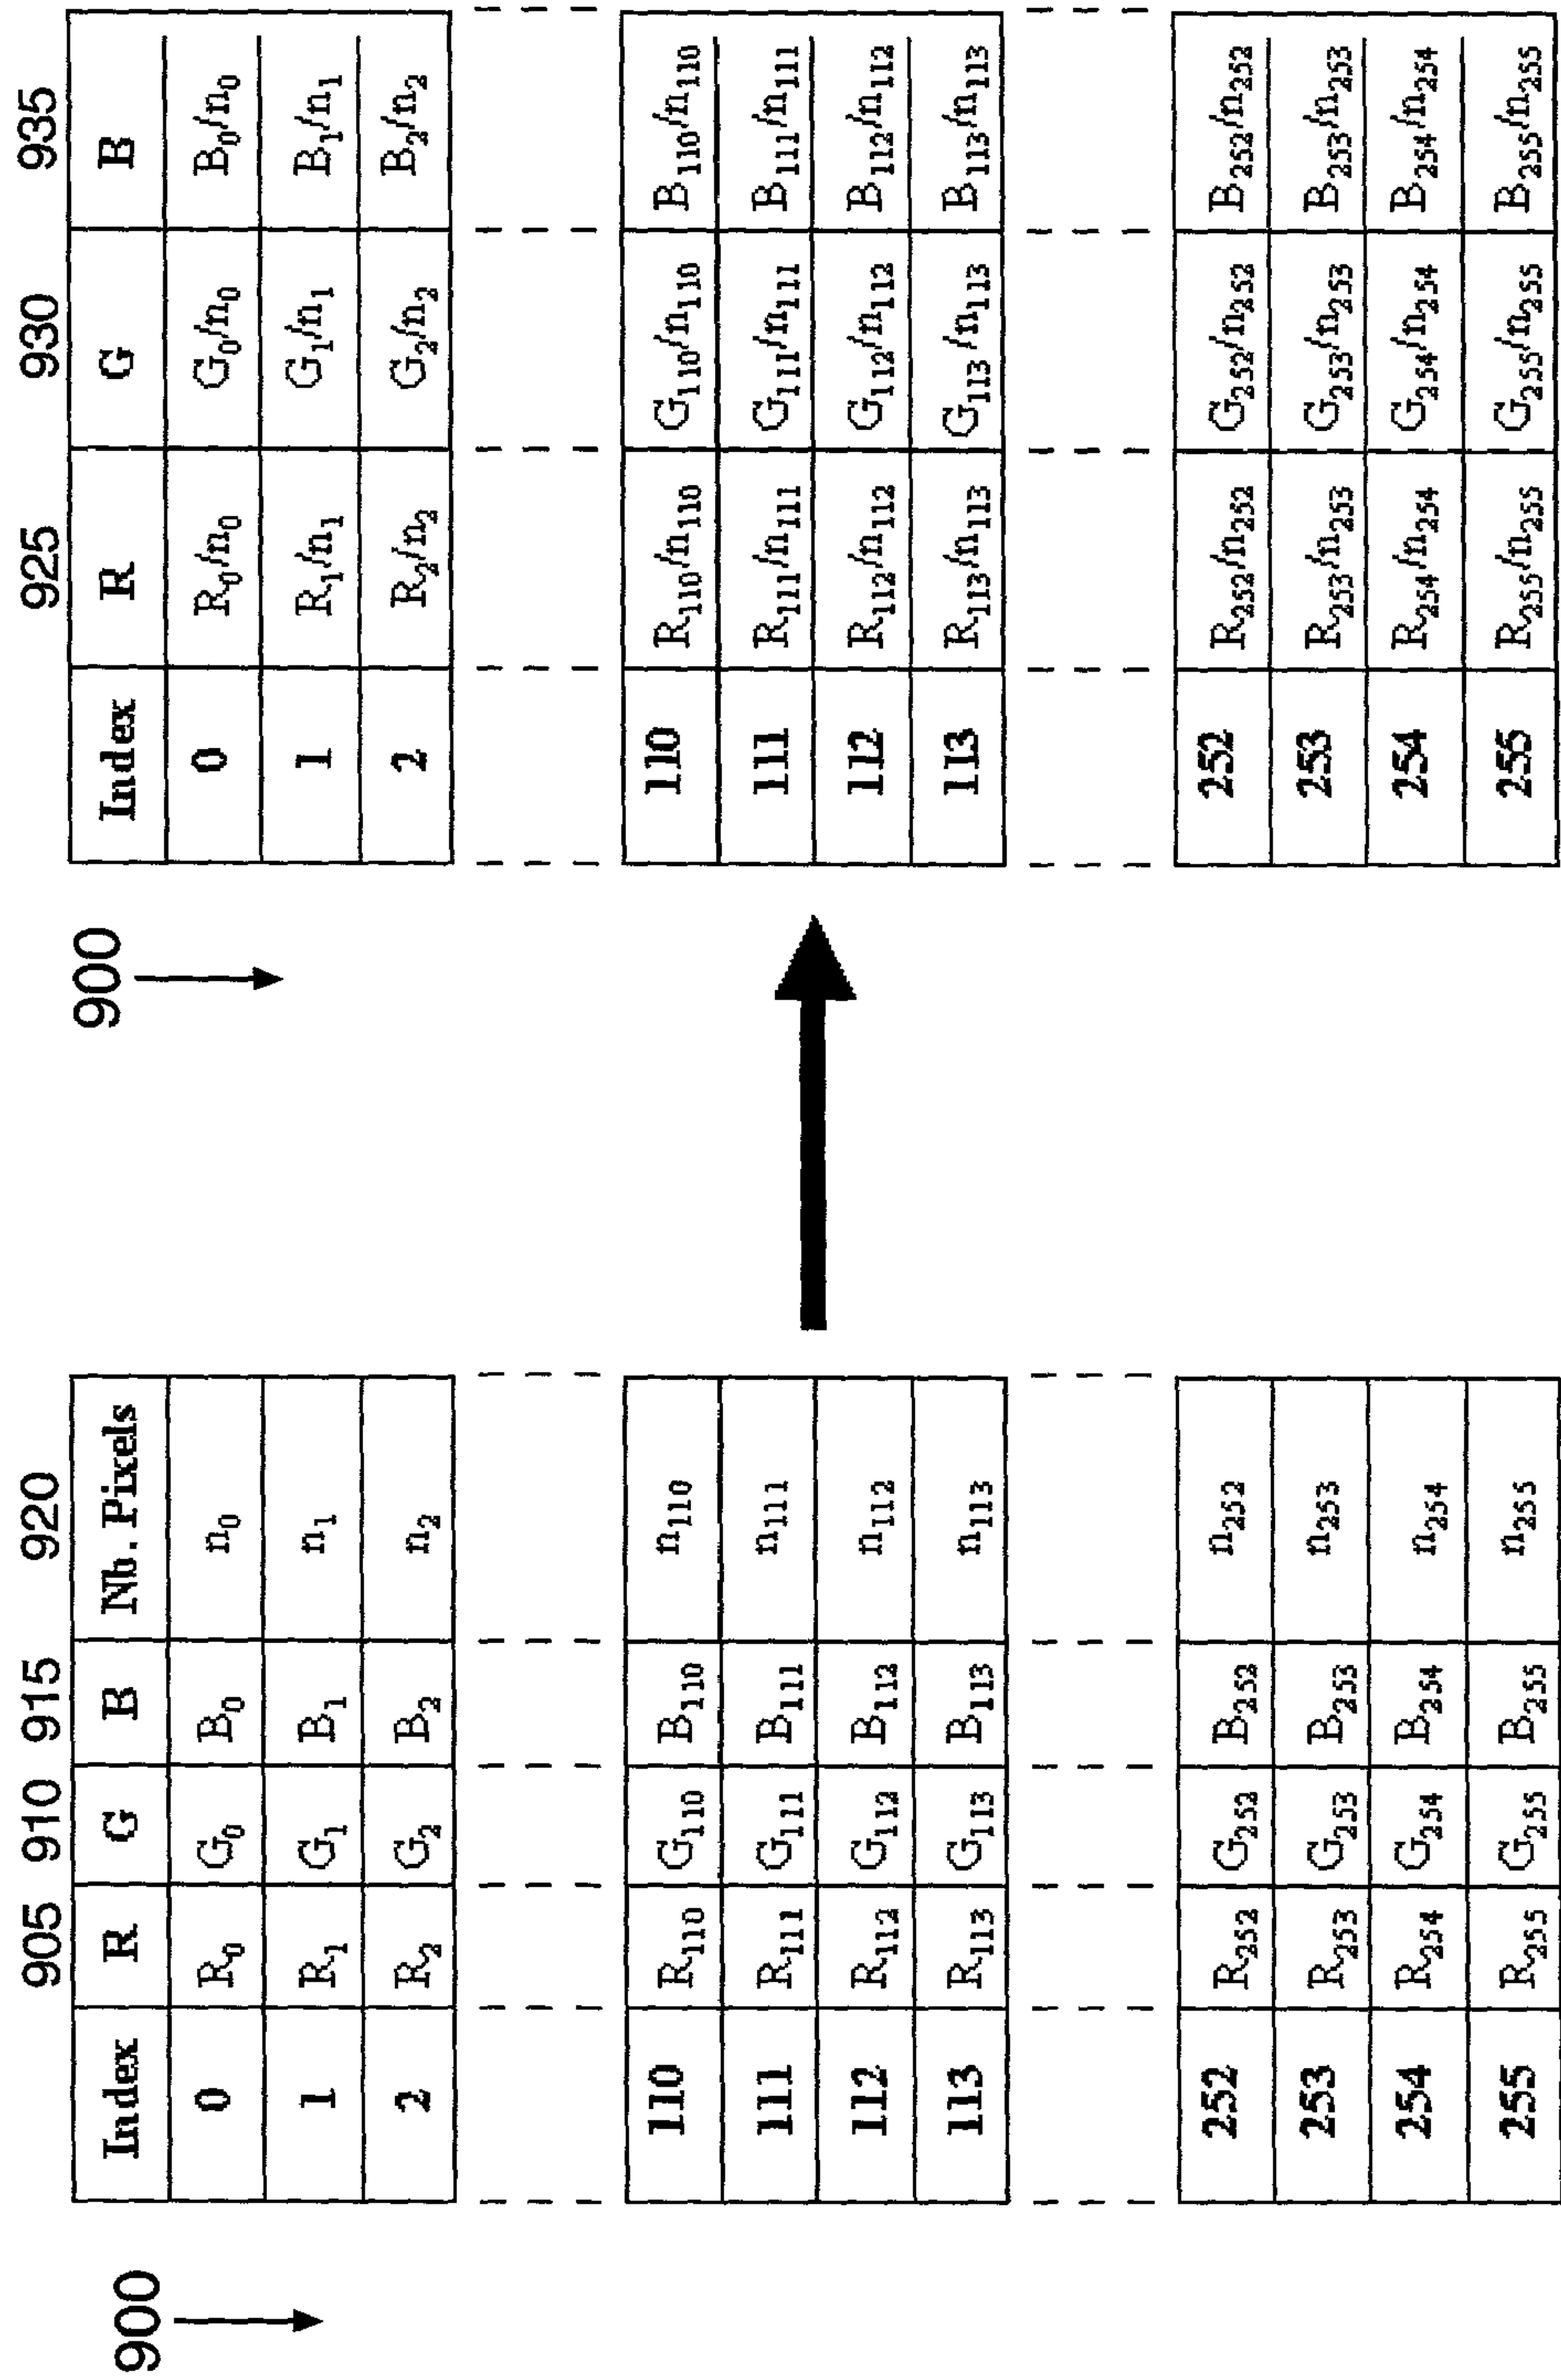 900
905 910 915 920
Index R G B Nb. Pixels
0 R₀ G₀ B₀ n₀
1 R₁ G₁ B₁ n₁
2 R₂ G₂ B₂ n₂
110 R₁₁₀ G₁₁₀ B₁₁₀ n₁₁₀
111 R₁₁₁ G₁₁₁ B₁₁₁ n₁₁₁
112 R₁₁₂ G₁₁₂ B₁₁₂ n₁₁₂
113 R₁₁₃ G₁₁₃ B₁₁₃ n₁₁₃
252 R₂₅₂ G₂₅₂ B₂₅₂ n₂₅₂
253 R₂₅₃ G₂₅₃ B₂₅₃ n₂₅₃
254 R₂₅₄ G₂₅₄ B₂₅₄ n₂₅₄
255 R₂₅₅ G₂₅₅ B₂₅₅ n₂₅₅
900
925 930 935
Index R G B
0 R₀/n₀ G₀/n₀ B₀/n₀
1 R₁/n₁ G₁/n₁ B₁/n₁
2 R₂/n₂ G₂/n₂ B₂/n₂
110 R₁₁₀/n₁₁₀ G₁₁₀/n₁₁₀ B₁₁₀/n₁₁₀
111 R₁₁₁/n₁₁₁ G₁₁₁/n₁₁₁ B₁₁₁/n₁₁₁
112 R₁₁₂/n₁₁₂ G₁₁₂/n₁₁₂ B₁₁₂/n₁₁₂
113 R₁₁₃/n₁₁₃ G₁₁₃/n₁₁₃ B₁₁₃/n₁₁₃
252 R₂₅₂/n₂₅₂ G₂₅₂/n₂₅₂ B₂₅₂/n₂₅₂
253 R₂₅₃/n₂₅₃ G₂₅₃/n₂₅₃ B₂₅₃/n₂₅₃
254 R₂₅₄/n₂₅₄ G₂₅₄/n₂₅₄ B₂₅₄/n₂₅₄
255 R₂₅₅/n₂₅₅ G₂₅₅/n₂₅₅ B₂₅₅/n₂₅₅